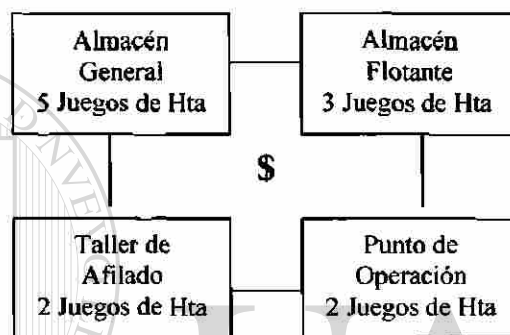 Almacén
General
5 Juegos de Hta
Almacén
Flotante
3 Juegos de Hta
$
Taller de
Afilado
2 Juegos de Hta
Punto de
Operación
2 Juegos de Hta